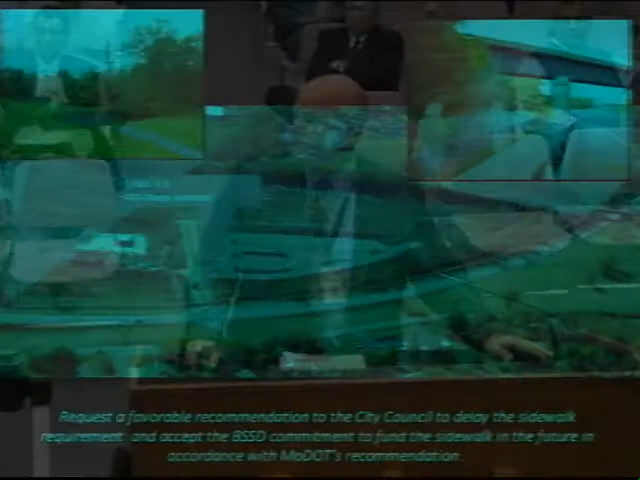 Request a favorable recommendation to the City Council to delay the sidewalk
requirement and accept the BSSD commitment to fund the sidewalk in the future in
accordance with MoDOT's recommendation.